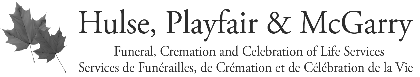 Hulse, Playfair & McGarry
Funeral, Cremation and Celebration of Life Services
Services de Funérailles, de Crémation et de Célébration de la Vie